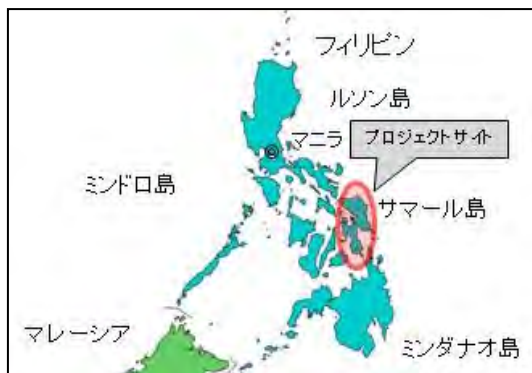 フィリピン
ルソン島
マニラ
プロジェクトサイト
ミンドロ島
サマール島
マレーシア
ミンダナオ島